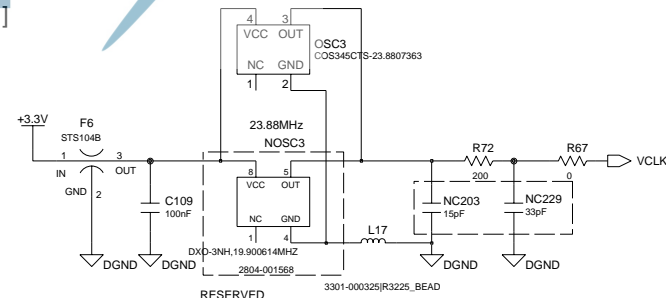 ]
4 3
VCC OUT
OSC3
COS345CTS-23.8807363
NC GND
1 2
23.88MHz
NOSC3
+3.3V
F6
STS104B
1 3
IN OUT
GND 2
8 5
VCC OUT
NC GND
1 4
C109
100nF
DXO-3NH,19.900614MHZ
2804-001568
RESERVED
L17
3301-000325|R3225_BEAD
R72
200
R67
0
VCLK
NC203
15pF
NC229
33pF
DGND
DGND
DGND
DGND